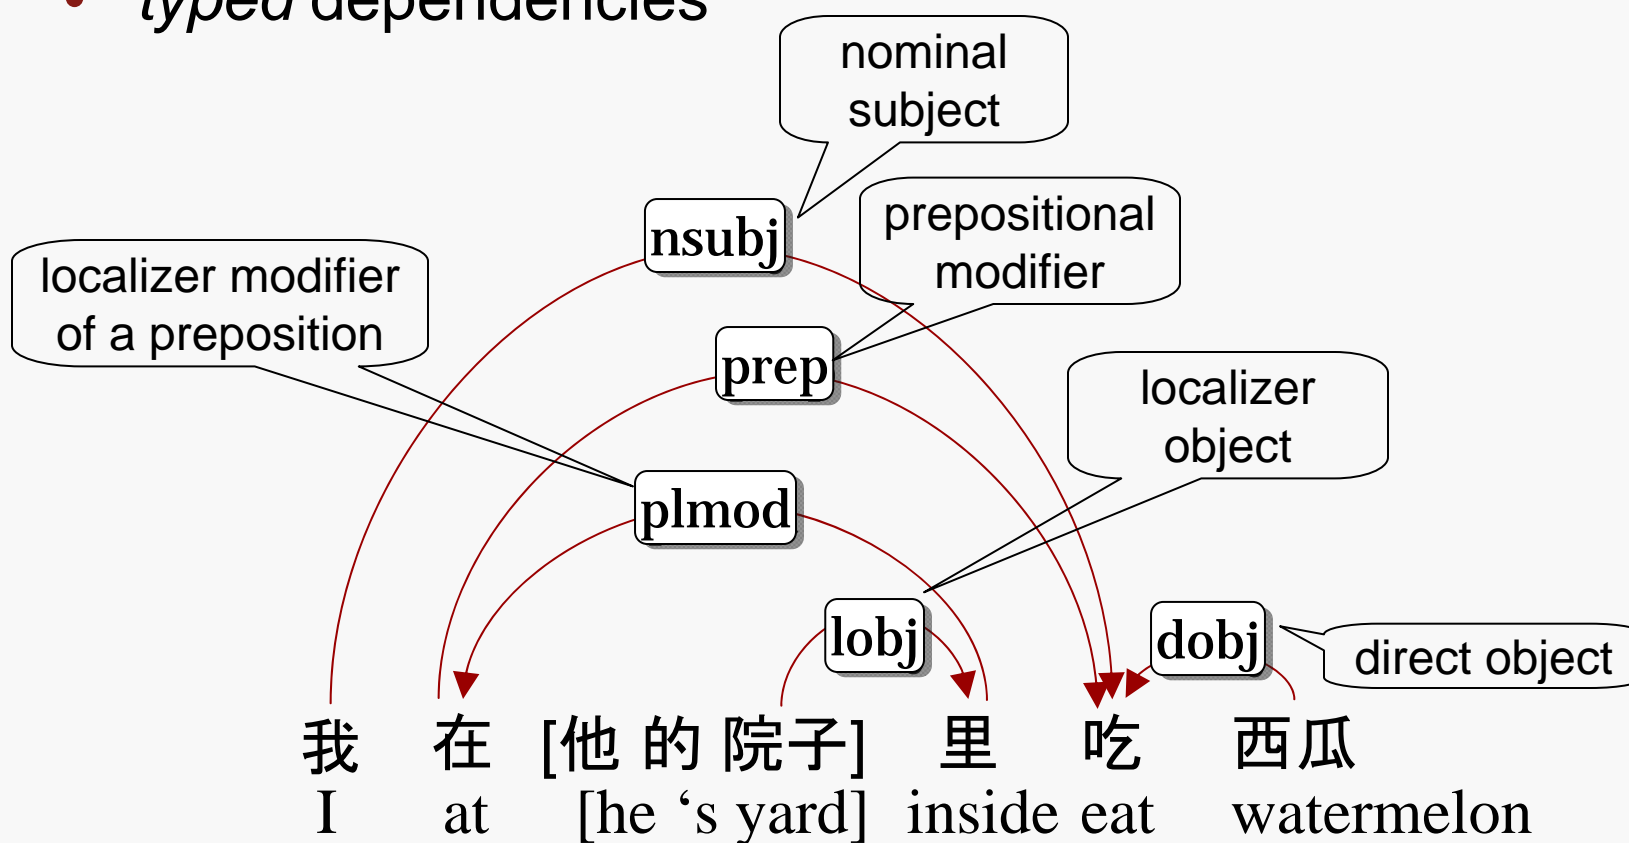 • typed dependencies
nominal
subject
nsubj
prepositional
modifier
localizer modifier
of a preposition
prep
localizer
object
plmod
lobj
dobj
direct object
我 在 [他 的 院子] 里 吃 西瓜
I at [he ‘s yard] inside eat watermelon